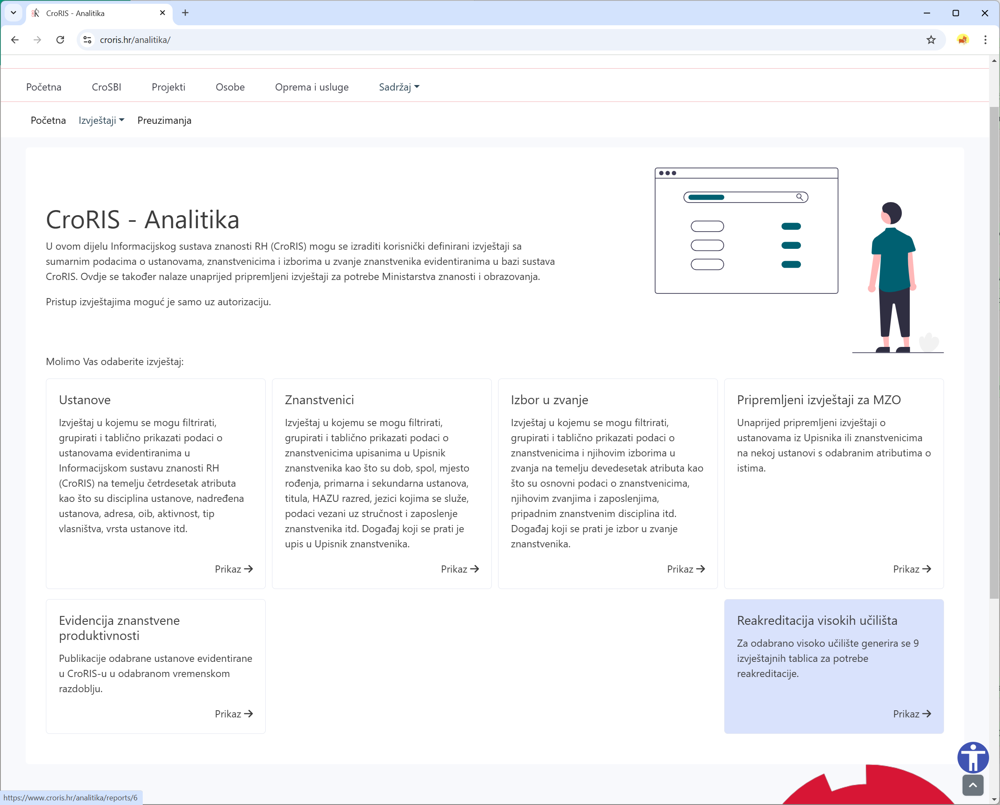 CroRIS - Analitika
croris.hr/analitika/
Početna CroSBI Projekti Osobe Oprema i usluge Sadržaj
Početna Izvještaji Preuzimanja
CroRIS - Analitika
U ovom dijelu Informacijskog sustava znanosti RH (CroRIS) mogu se izraditi korisnički definirani izvještaji sa
sumarnim podacima o ustanovama, znanstvenicima i izborima u zvanje znanstvenika evidentiranima u bazi sustava
CroRIS. Ovdje se također nalaze unaprijed pripremljeni izvještaji za potrebe Ministarstva znanosti i obrazovanja.
Pristup izvještajima moguć je samo uz autorizaciju.
Molimo Vas odaberite izvještaj:
Ustanove
Izvještaj u kojemu se mogu filtrirati,
grupirati i tablično prikazati podaci o
ustanovama evidentiranima u
Informacijskom sustavu znanosti RH
(CroRIS) na temelju četrdesetak atributa
kao što su disciplina ustanove, nadređena
ustanova, adresa, oib, aktivnost, tip
vlasništva, vrsta ustanove itd.
Prikaz
Znanstvenici
Izvještaj u kojemu se mogu filtrirati,
grupirati i tablično prikazati podaci o
znanstvenicima upisanima u Upisnik
znanstvenika kao što su dob, spol, mjesto
rođenja, primarna i sekundarna ustanova,
titula, HAZU razred, jezici kojima se služe,
podaci vezani uz stručnost i zaposlenje
znanstvenika itd. Događaj koji se prati je
upis u Upisnik znanstvenika.
Prikaz
Izbor u zvanje
Izvještaj u kojemu se mogu filtrirati,
grupirati i tablično prikazati podaci o
znanstvenicima i njihovim izborima u
zvanja na temelju devedesetak atributa kao
što su osnovni podaci o znanstvenicima,
njihovim zvanjima i zaposlenjima,
pripadnim znanstvenim disciplina itd.
Događaj koji se prati je izbor u zvanje
znanstvenika.
Prikaz
Pripremljeni izvještaji za MZO
Unaprijed pripremljeni izvještaji o
ustanovama iz Upisnika ili znanstvenicima
na nekoj ustanovi s odabranim atributima o
istima.
Prikaz
Evidencija znanstvene
produktivnosti
Publikacije odabrane ustanove evidentirane
u CroRIS-u u odabranom vremenskom
razdoblju.
Prikaz
Reakreditacija visokih učilišta
Za odabrano visoko učilište generira se 9
izvještajnih tablica za potrebe
reakreditacije.
Prikaz
https://www.croris.hr/analitika/reports/6